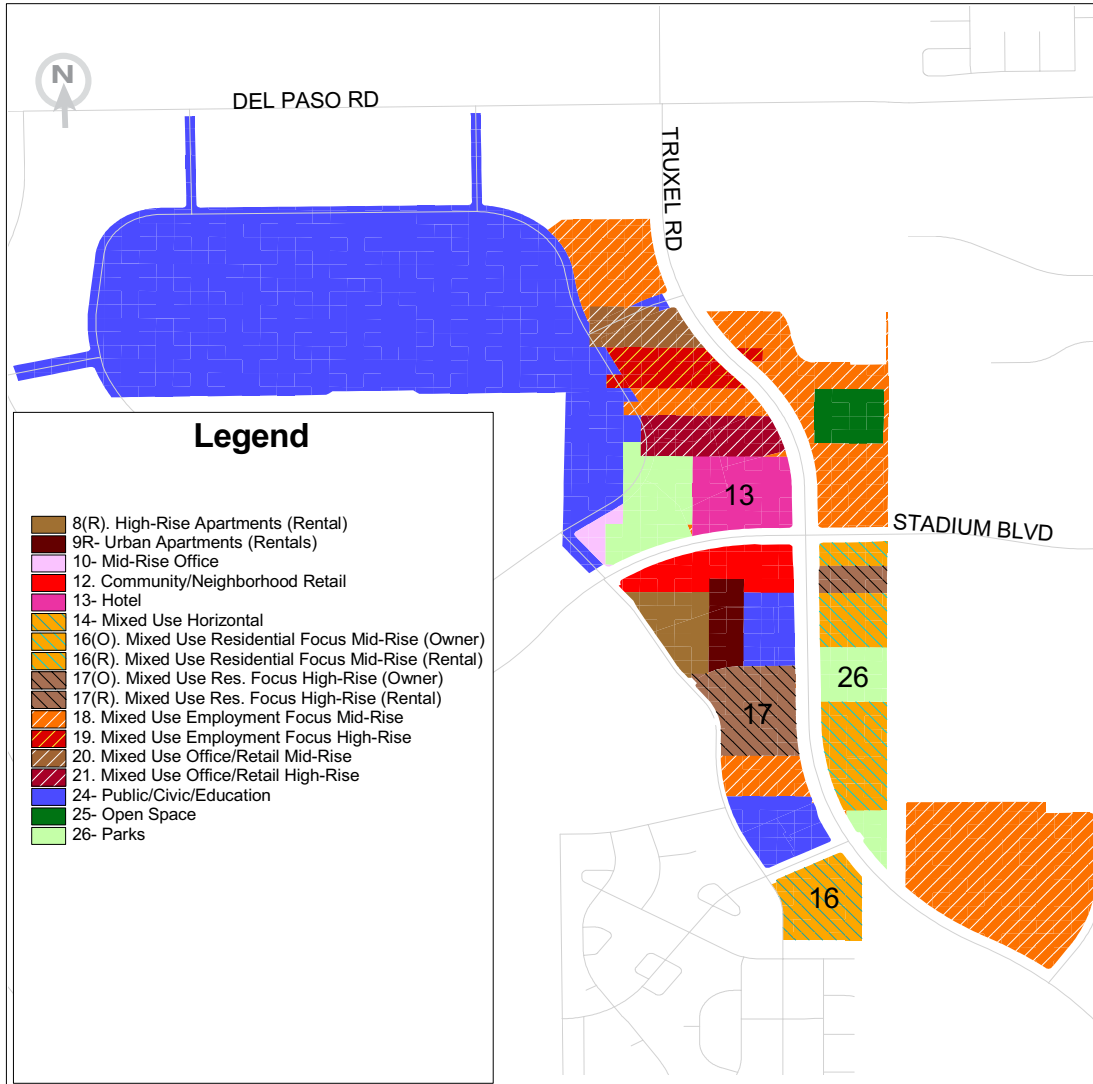 N
DEL PASO RD
TRUXEL RD
Legend
8(R). High-Rise Apartments (Rental)
9R- Urban Apartments (Rentals)
10- Mid-Rise Office
12. Community/Neighborhood Retail
13- Hotel
14- Mixed Use Horizontal
16(O). Mixed Use Residential Focus Mid-Rise (Owner)
16(R). Mixed Use Residential Focus Mid-Rise (Rental)
17(O). Mixed Use Res. Focus High-Rise (Owner)
17(R). Mixed Use Res. Focus High-Rise (Rental)
18. Mixed Use Employment Focus Mid-Rise
19. Mixed Use Employment Focus High-Rise
20. Mixed Use Office/Retail Mid-Rise
21. Mixed Use Office/Retail High-Rise
24- Public/Civic/Education
25- Open Space
26- Parks
13
STADIUM BLVD
26
17
16